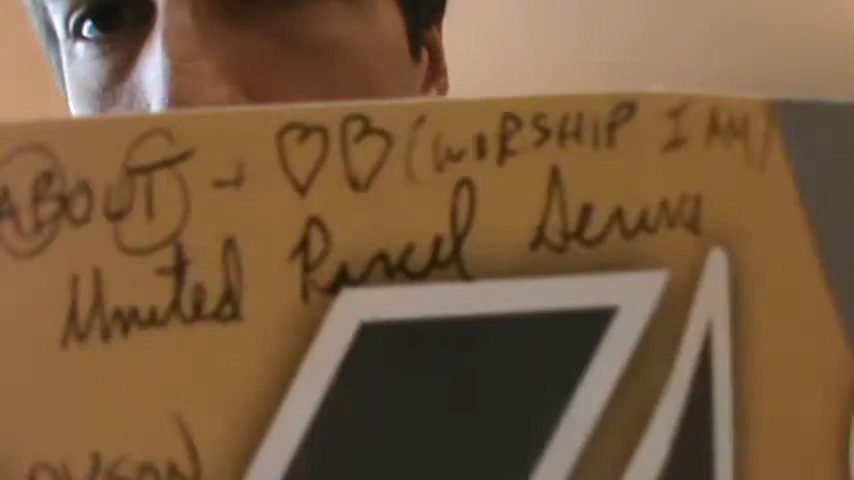 ABOUT → ♡♡ (WORSHIP I AM)
United Parcel Service